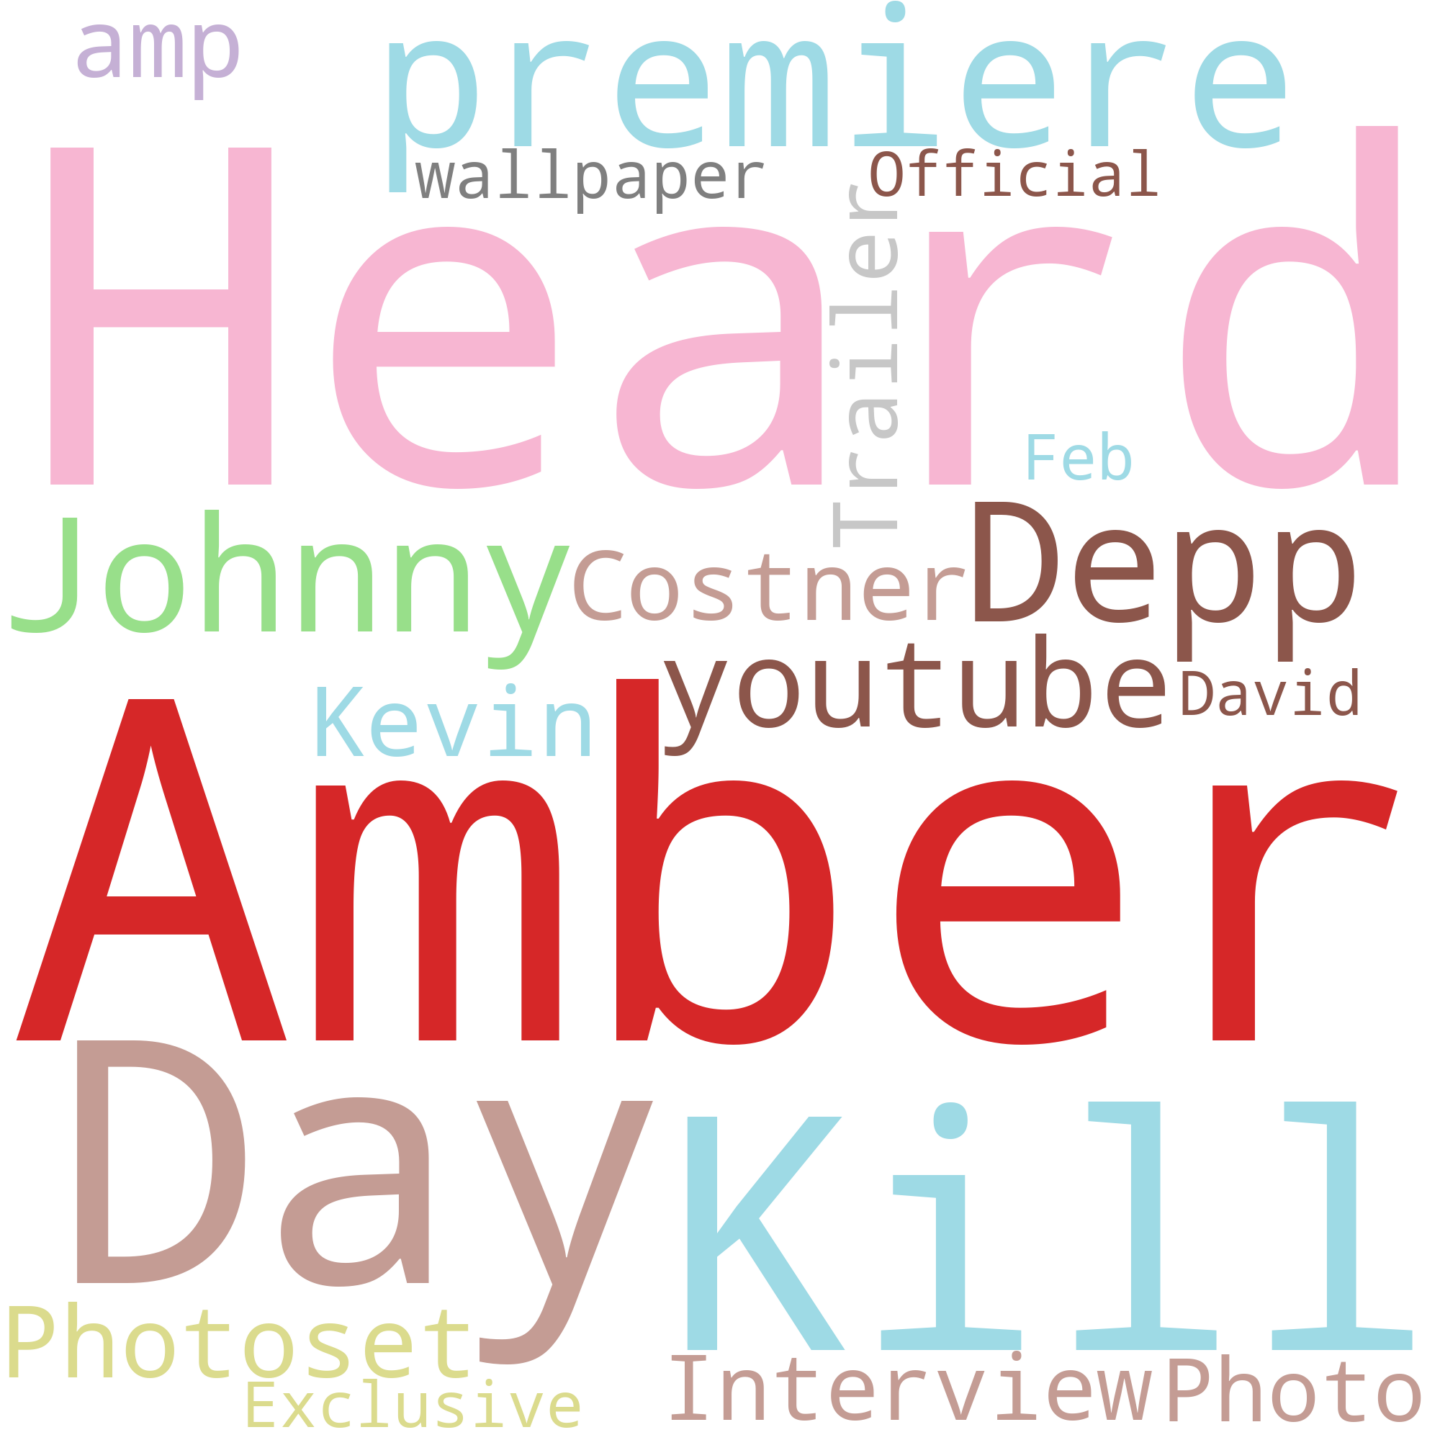 amp premiere
wallpaper Official
Heard
Trailer
Feb
Johnny Costner Depp
Kevin youtube David
Amber
Day Kill
Photoset Interview Photo
Exclusive